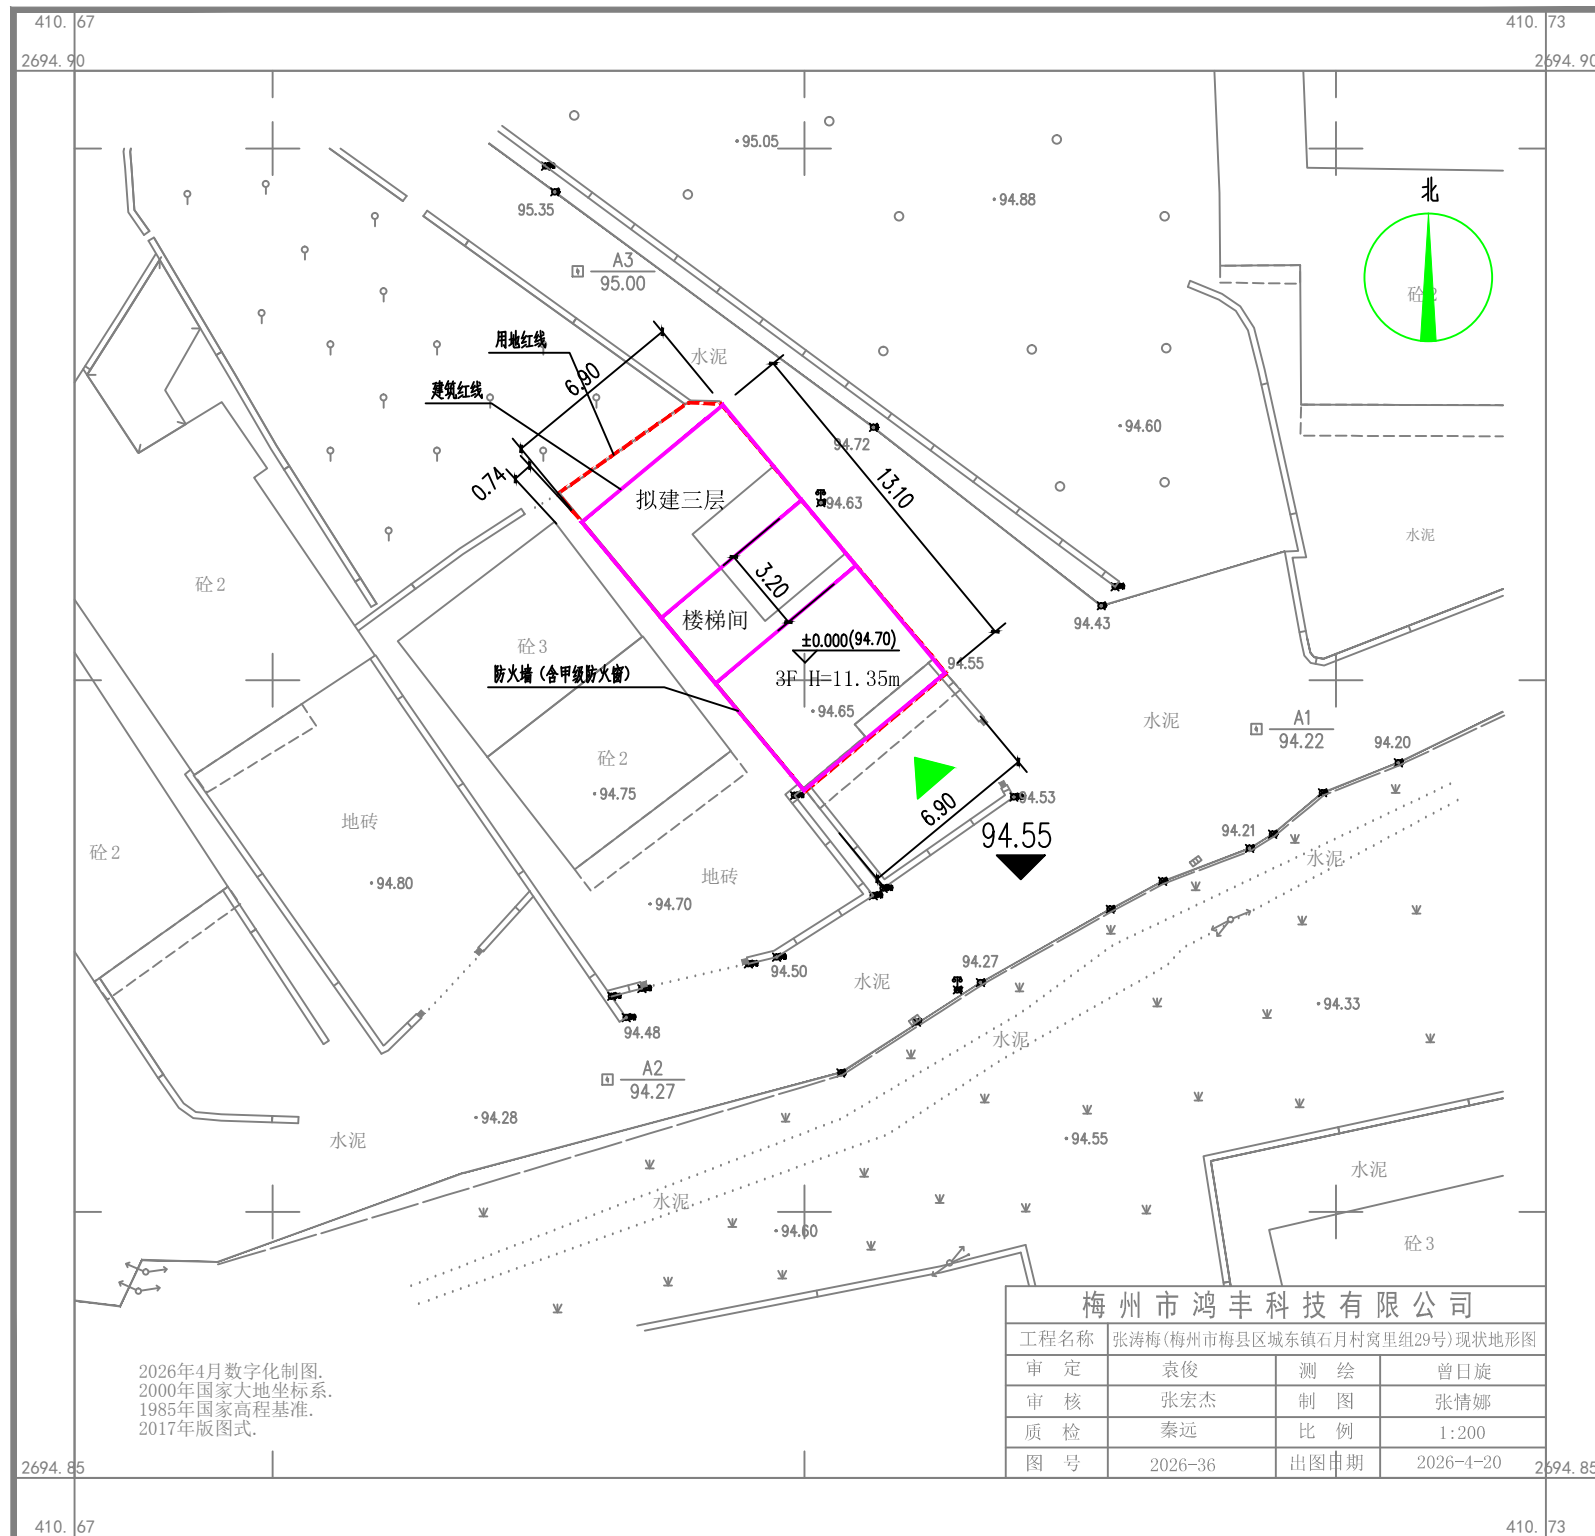 410.67
410.73
2694.90
2694.90
95.05
北
94.88
95.35
A3
95.00
砼2
用地红线
水泥
6.90
建筑红线
94.60
94.72
0.74
13.10
拟建三层
94.63
水泥
砼2
3.20
94.43
楼梯间
砼3
±0.000(94.70)
94.55
防火墙（含甲级防火窗）
3F H=11.35m
94.65
水泥
A1
94.22
94.20
砼2
94.75
地砖
6.90
94.53
94.55
94.21
砼2
水泥
94.80
地砖
94.70
94.50
94.27
水泥
94.33
94.48
水泥
A2
94.27
94.28
水泥
94.55
水泥
水泥
94.60
砼3
梅州市鸿丰科技有限公司
工程名称 张涛梅(梅州市梅县区城东镇石月村窝里组29号)现状地形图
审 定 袁俊 测 绘 曾日旋
审 核 张宏杰 制 图 张情娜
质 检 秦远 比 例 1:200
图 号 2026-36 出图日期 2026-4-20
2026年4月数字化制图.
2000年国家大地坐标系.
1985年国家高程基准.
2017年版图式.
2694.85
2694.85
410.67
410.73